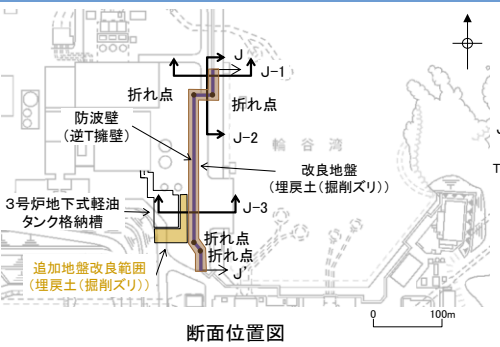 J
J-1
折れ点
折れ点
防波壁
(逆T擁壁)
J-2
輪谷湾
改良地盤
(埋戻土(掘削ズリ))
3号炉地下式軽油
タンク格納槽
J-3
折れ点
折れ点
追加地盤改良範囲
(埋戻土(掘削ズリ))
J'
0
100m
断面位置図